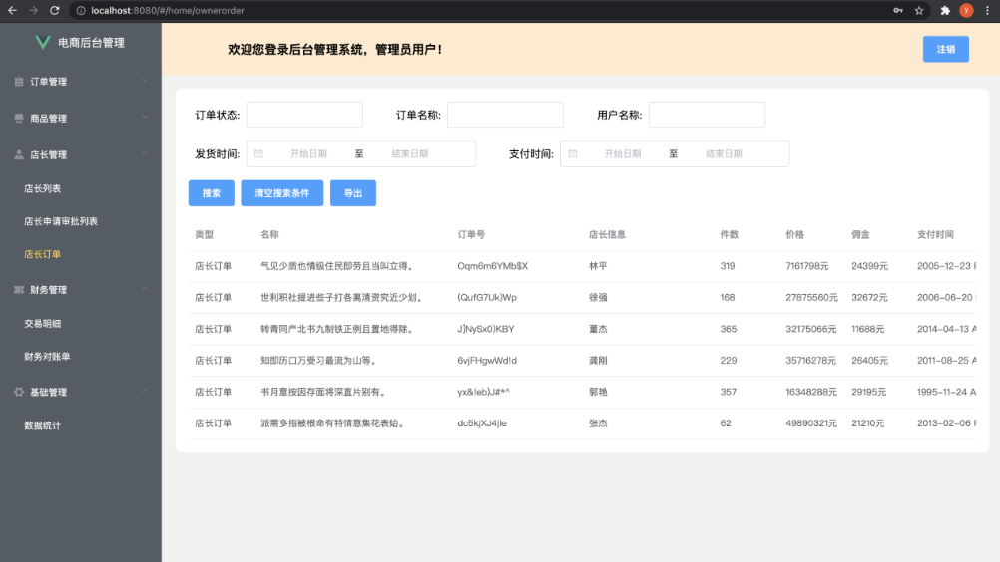 localhost:8080/#/home/ownerorder
y
电商后台管理
欢迎您登录后台管理系统，管理员用户！
注销
订单管理
商品管理
店长管理
店长列表
店长申请审批列表
店长订单
财务管理
交易明细
财务对账单
基础管理
数据统计
订单状态: 订单名称: 用户名称:
发货时间: 开始日期 至 结束日期 支付时间: 开始日期 至 结束日期
搜索 清空搜索条件 导出
类型 名称 订单号 店长信息 件数 价格 佣金 支付时间
店长订单 气见少质也情级住民即劳且当叫立得。 Oqm6m6YMb$X 林平 319 7161798元 24399元 2005-12-23
店长订单 世利积社提进些子打各离清资究近少划。 (QufG7Uk)Wp 徐强 168 27875560元 32672元 2006-06-20
店长订单 转青同产北书九制铁正例且置地得除。 J]NySx0)KBY 董杰 365 32175066元 11688元 2014-04-13 A
店长订单 知即历口万受习最流为山等。 6vjFHgwWd!d 龚刚 229 35716278元 26405元 2011-08-25 A
店长订单 书月意按因存面将深直片别有。 yx&!eb)J#*^ 郭艳 357 16348288元 29195元 1995-11-24 A
店长订单 派需多指被根命有特情意集花表始。 dc5kjXJ4jIe 张杰 62 49890321元 21210元 2013-02-06